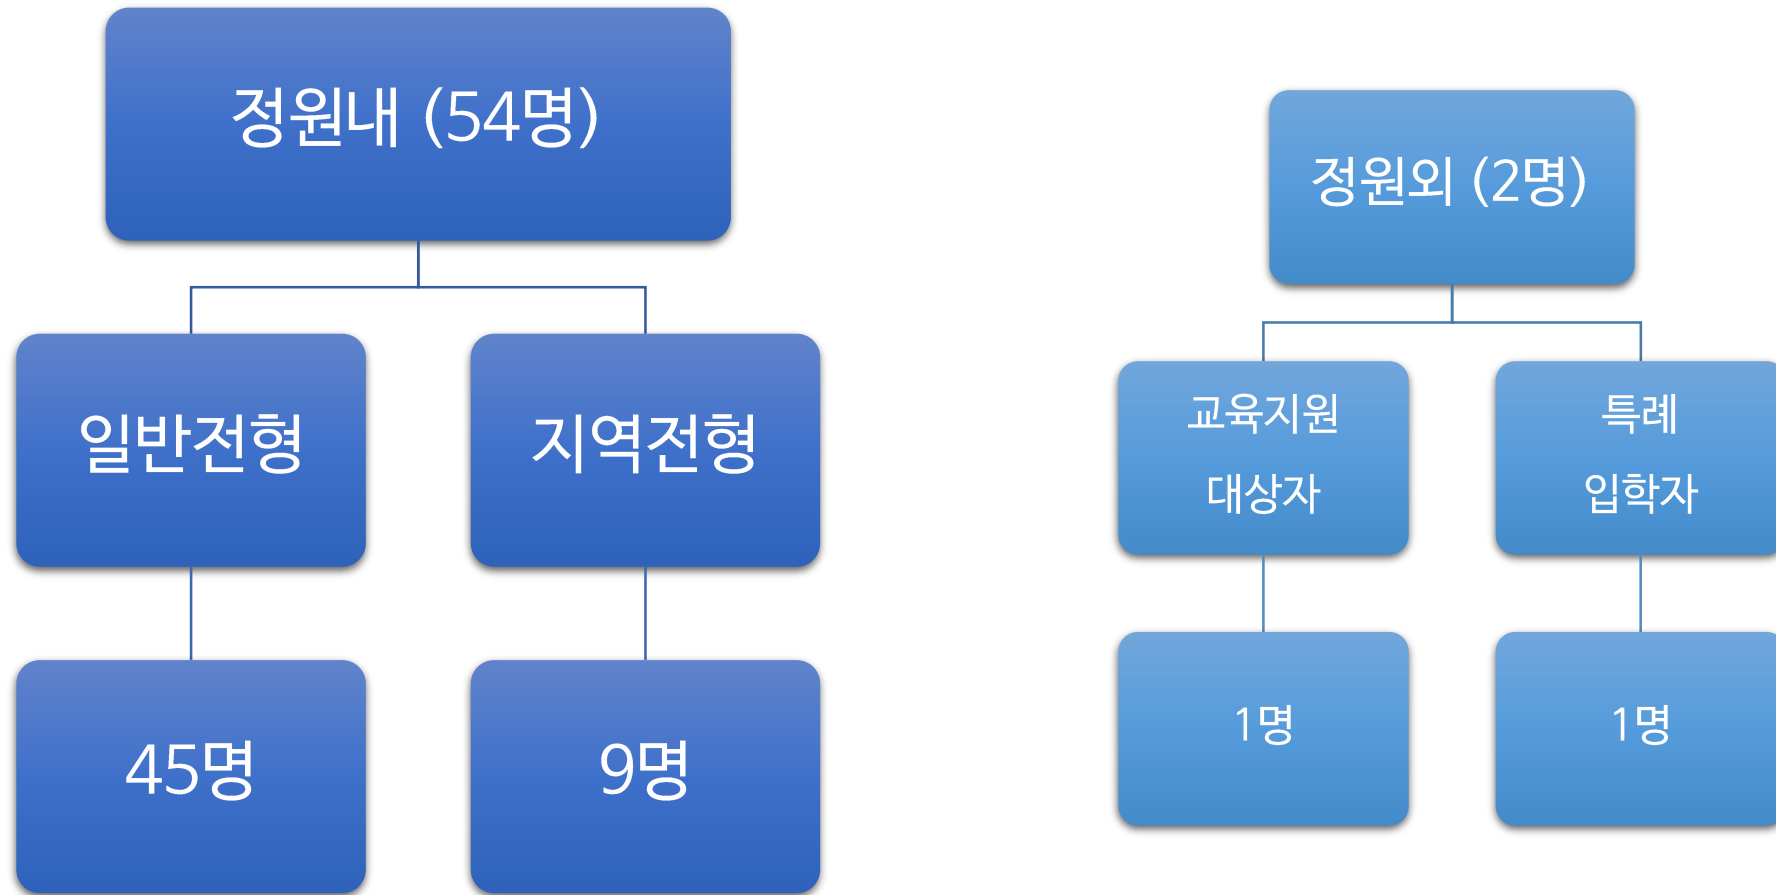 정원내 (54명)
일반전형
지역전형
45명
9명
정원외 (2명)
교육지원
대상자
특례
입학자
1명
1명